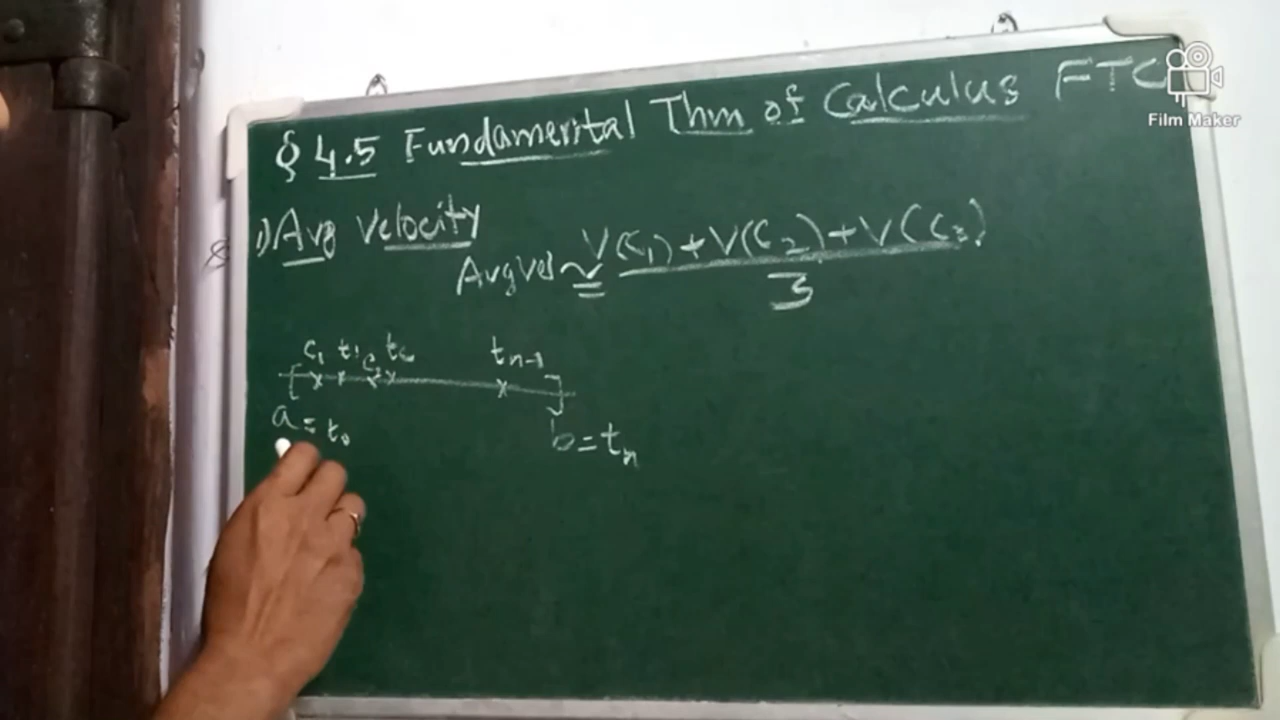 § 4.5 Fundamental Thm of Calculus FTC
Film Maker
1) Avg Velocity
Avg Vel ≅ V(C₁) + V(C₂) + V(C₃)
3
C₁ t₁ C₂ t₂ tₙ₋₁
a = t₀
b = tₙ